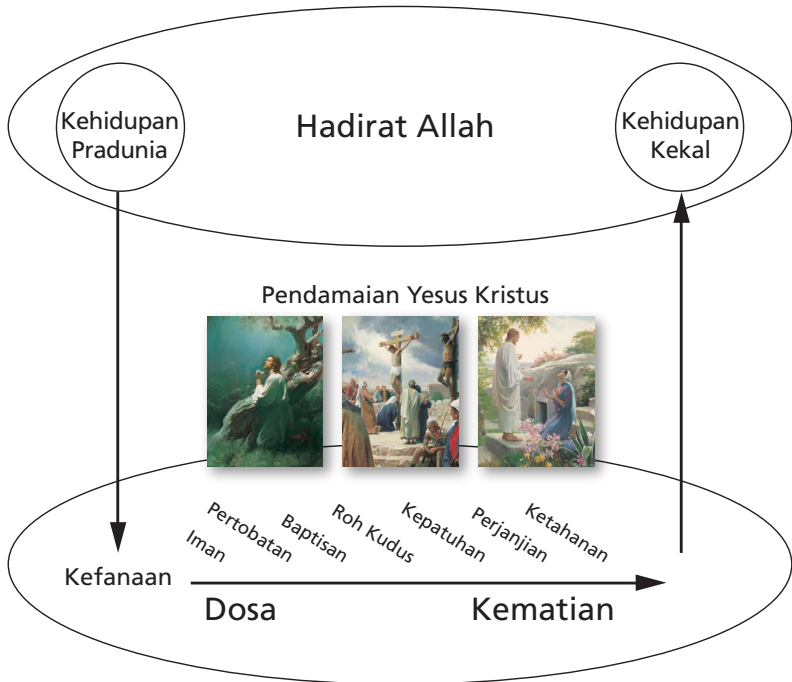 Kehidupan
Pradunia
Hadirat Allah
Kehidupan
Kekal
Pendamaian Yesus Kristus
Iman
Pertobatan
Baptisan
Roh Kudus
Kepatuhan
Perjanjian
Ketahanan
Kefanaan
Dosa
Kematian